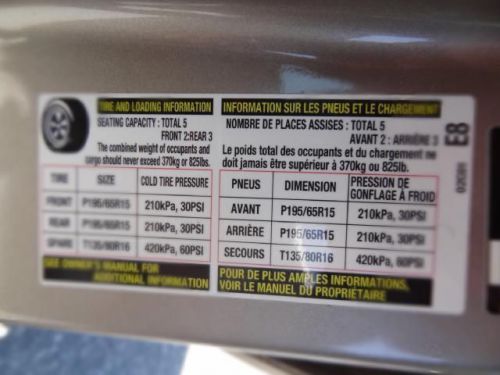 TIRE AND LOADING INFORMATION
SEATING CAPACITY : TOTAL 5
FRONT 2:REAR 3
The combined weight of occupants and
cargo should never exceed 370kg or 825lbs.
TIRE SIZE COLD TIRE PRESSURE
FRONT P195/65R15 210kPa, 30PSI
REAR P195/65R15 210kPa, 30PSI
SPARE T135/80R16 420kPa, 60PSI
SEE OWNER'S MANUAL FOR
ADDITIONAL INFORMATION
INFORMATION SUR LES PNEUS ET LE CHARGEMENT
NOMBRE DE PLACES ASSISES : TOTAL 5
AVANT 2 : ARRIÈRE 3
Le poids total des occupants et du chargement ne
doit jamais être supérieur à 370kg ou 825lb.
PNEUS DIMENSION PRESSION DE
GONFLAGE À FROID
AVANT P195/65R15 210kPa, 30PSI
ARRIÈRE P195/65R15 210kPa, 30PSI
SECOURS T135/80R16 420kPa, 60PSI
POUR DE PLUS AMPLES INFORMATIONS,
VOIR LE MANUEL DU PROPRIÉTAIRE
E8